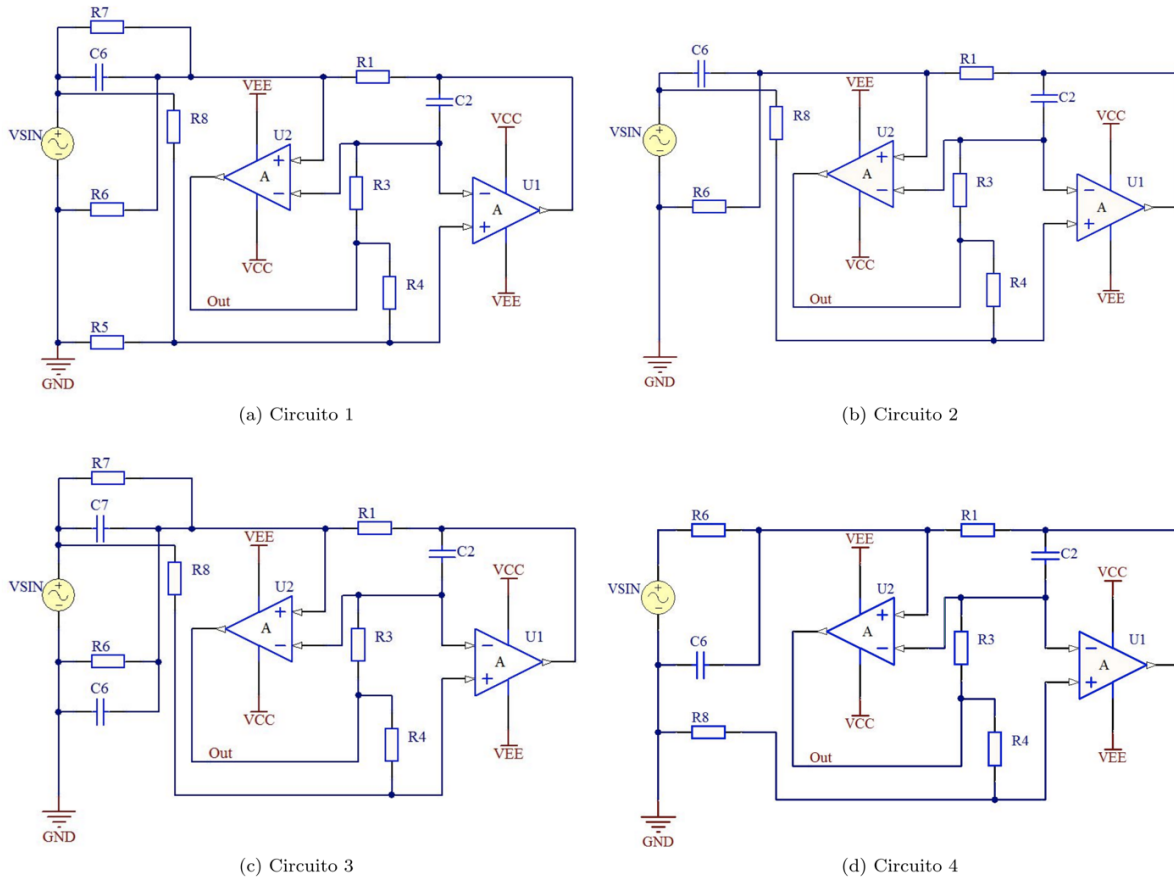 R7
C6
R1
VEE
C2
VCC
R8
U2
VSIN
+
A
−
R3
U1
−
A
+
R6
VCC
R4
VEE
Out
R5
GND
(a) Circuito 1
C6
R1
VEE
C2
VCC
R8
U2
VSIN
+
A
−
R3
U1
−
A
+
R6
VCC
R4
VEE
Out
GND
(b) Circuito 2
R7
C7
R1
VEE
C2
VCC
R8
U2
VSIN
+
A
−
R3
U1
−
A
+
R6
C6
VCC
R4
VEE
Out
GND
(c) Circuito 3
R6
R1
VEE
C2
VCC
U2
VSIN
+
A
−
R3
U1
−
A
+
C6
VCC
R8
R4
VEE
Out
GND
(d) Circuito 4